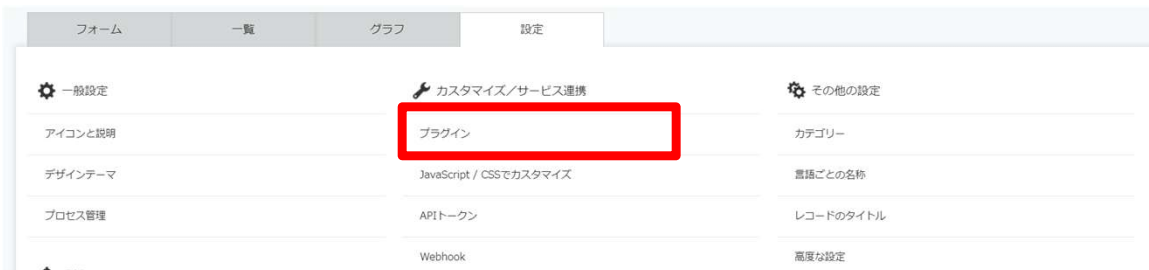 フォーム
一覧
グラフ
設定
一般設定
アイコンと説明
デザインテーマ
プロセス管理
カスタマイズ／サービス連携
プラグイン
JavaScript / CSSでカスタマイズ
APIトークン
Webhook
その他の設定
カテゴリー
言語ごとの名称
レコードのタイトル
高度な設定